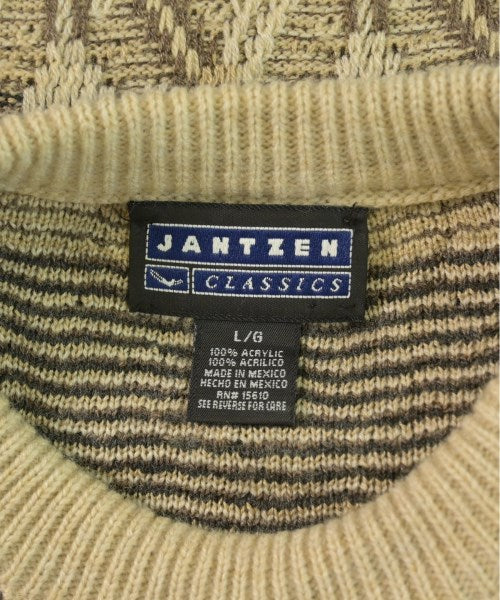 JANTZEN
CLASSICS
L/G
100% ACRYLIC
100% ACRILICO
MADE IN MEXICO
HECHO EN MEXICO
RN# 15610
SEE REVERSE FOR CARE